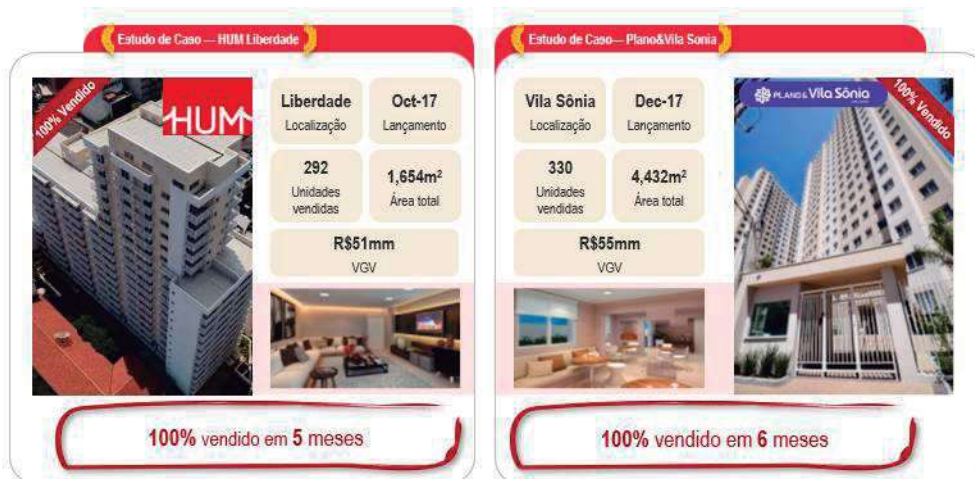 Estudo de Caso — HUM Liberdade
100% Vendido
HUM
Liberdade
Localização
Oct-17
Lançamento
292
Unidades
vendidas
1,654m²
Área total
R$51mm
VGV
100% vendido em 5 meses
Estudo de Caso— Plano&Vila Sonia
Vila Sônia
Localização
Dec-17
Lançamento
330
Unidades
vendidas
4,432m²
Área total
R$55mm
VGV
PLANO& Vila Sônia
100% Vendido
100% vendido em 6 meses